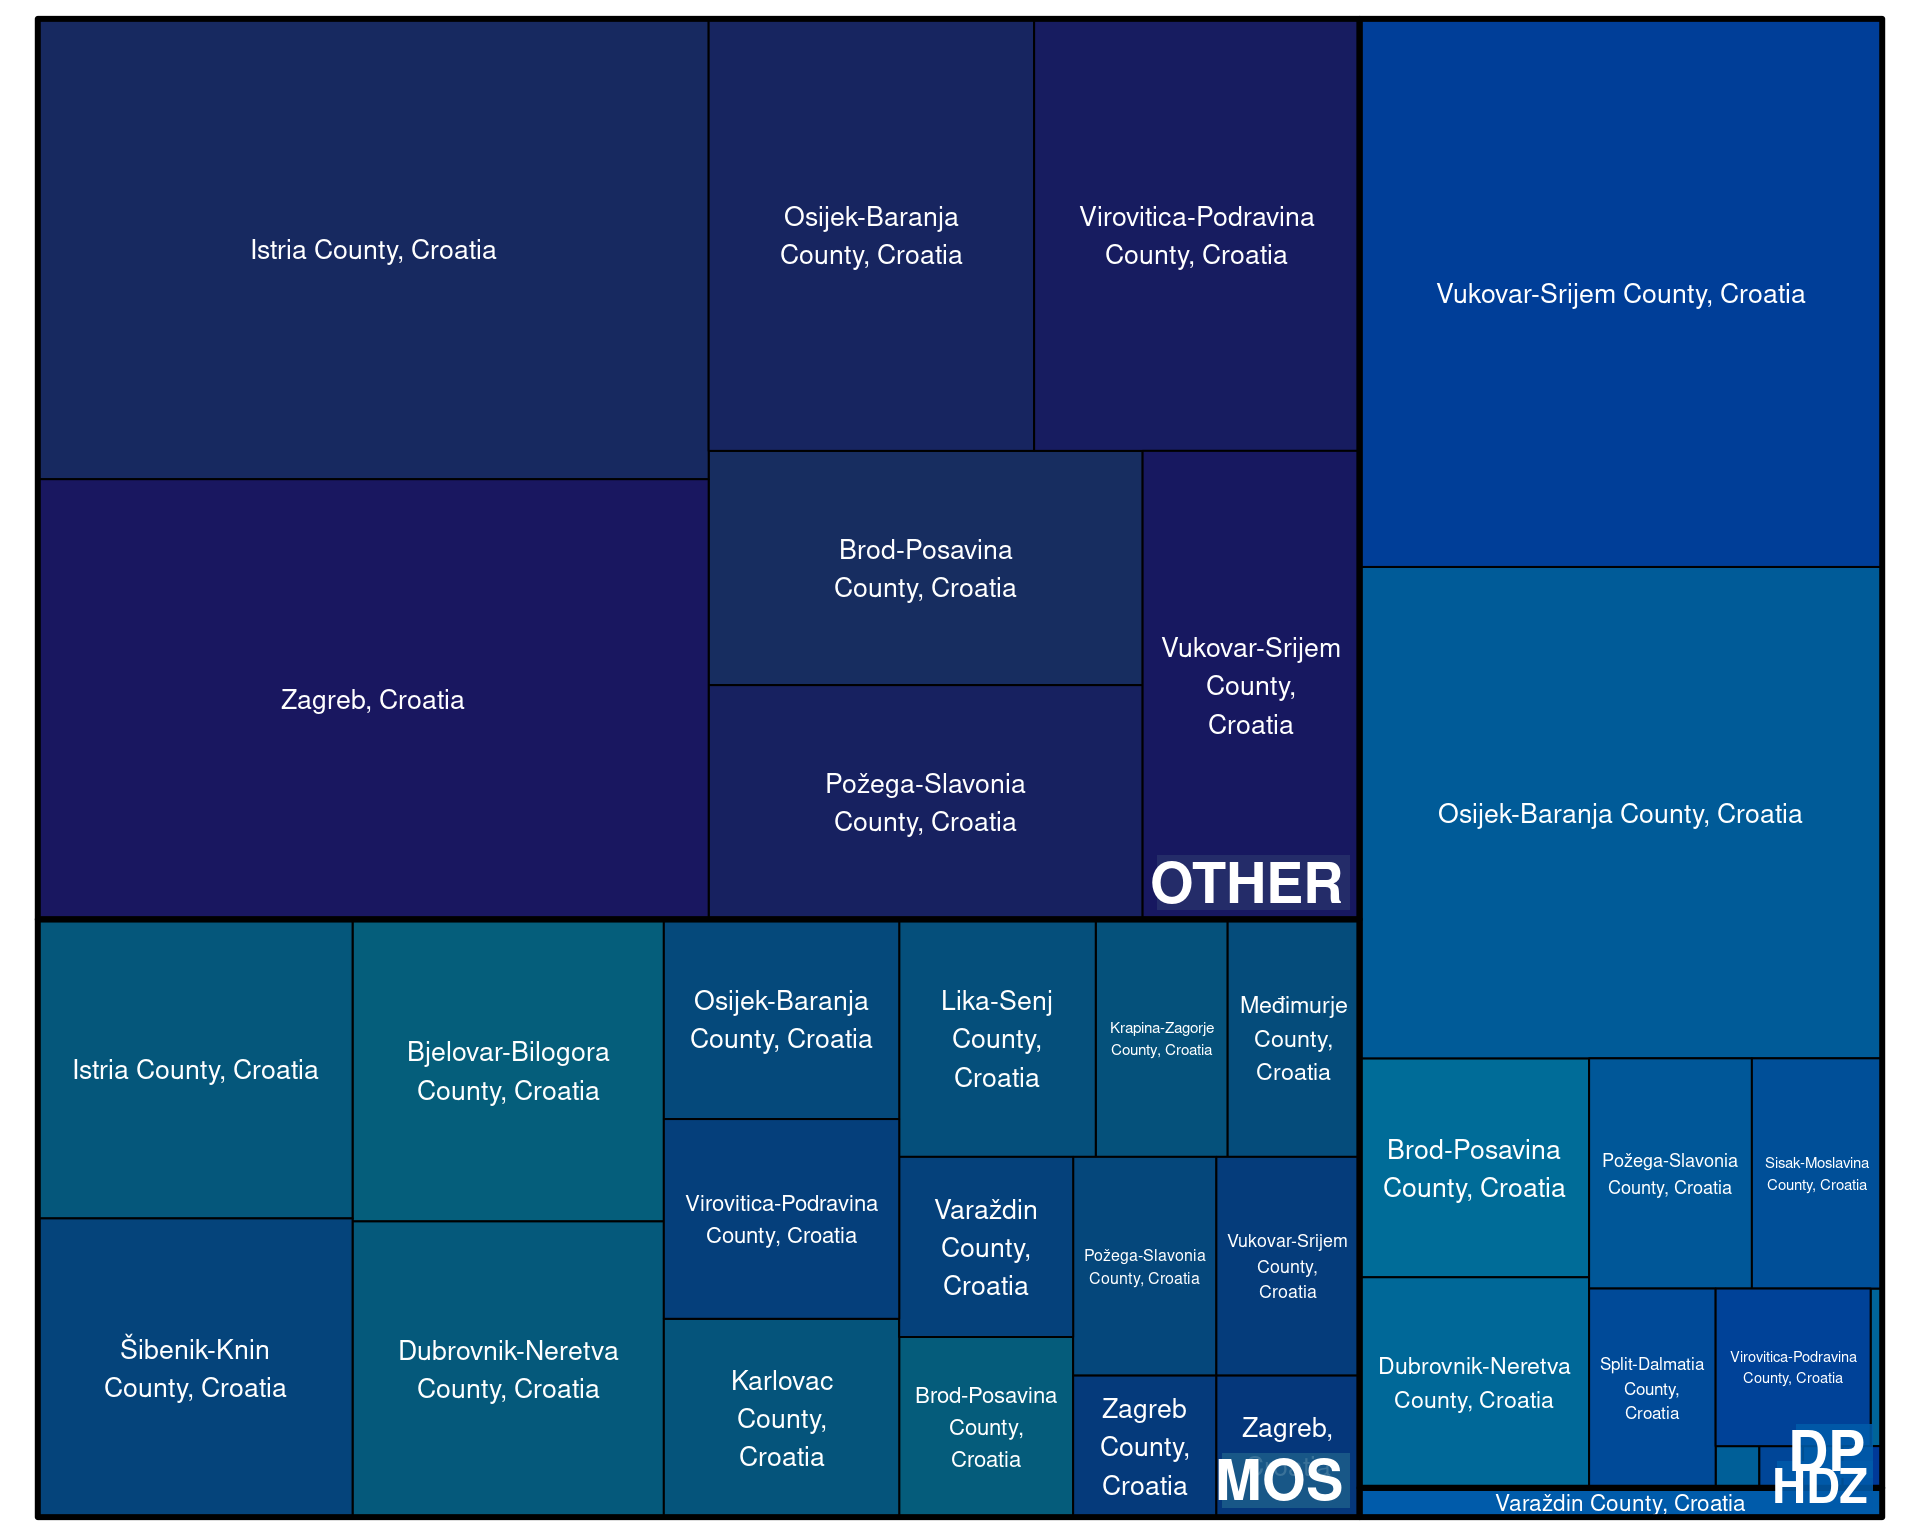 Istria County, Croatia
Osijek-Baranja
County, Croatia
Virovitica-Podravina
County, Croatia
Zagreb, Croatia
Brod-Posavina
County, Croatia
Požega-Slavonia
County, Croatia
Vukovar-Srijem
County,
Croatia
OTHER
Istria County, Croatia
Šibenik-Knin
County, Croatia
Bjelovar-Bilogora
County, Croatia
Dubrovnik-Neretva
County, Croatia
Osijek-Baranja
County, Croatia
Virovitica-Podravina
County, Croatia
Karlovac
County,
Croatia
Lika-Senj
County,
Croatia
Krapina-Zagorje
County, Croatia
Međimurje
County,
Croatia
Varaždin
County,
Croatia
Brod-Posavina
County,
Croatia
Požega-Slavonia
County, Croatia
Vukovar-Srijem
County,
Croatia
Zagreb
County,
Croatia
Zagreb,
MOS
Vukovar-Srijem County, Croatia
Osijek-Baranja County, Croatia
Brod-Posavina
County, Croatia
Dubrovnik-Neretva
County, Croatia
Požega-Slavonia
County, Croatia
Sisak-Moslavina
County, Croatia
Split-Dalmatia
County,
Croatia
Virovitica-Podravina
County, Croatia
DP
HDZ
Varaždin County, Croatia